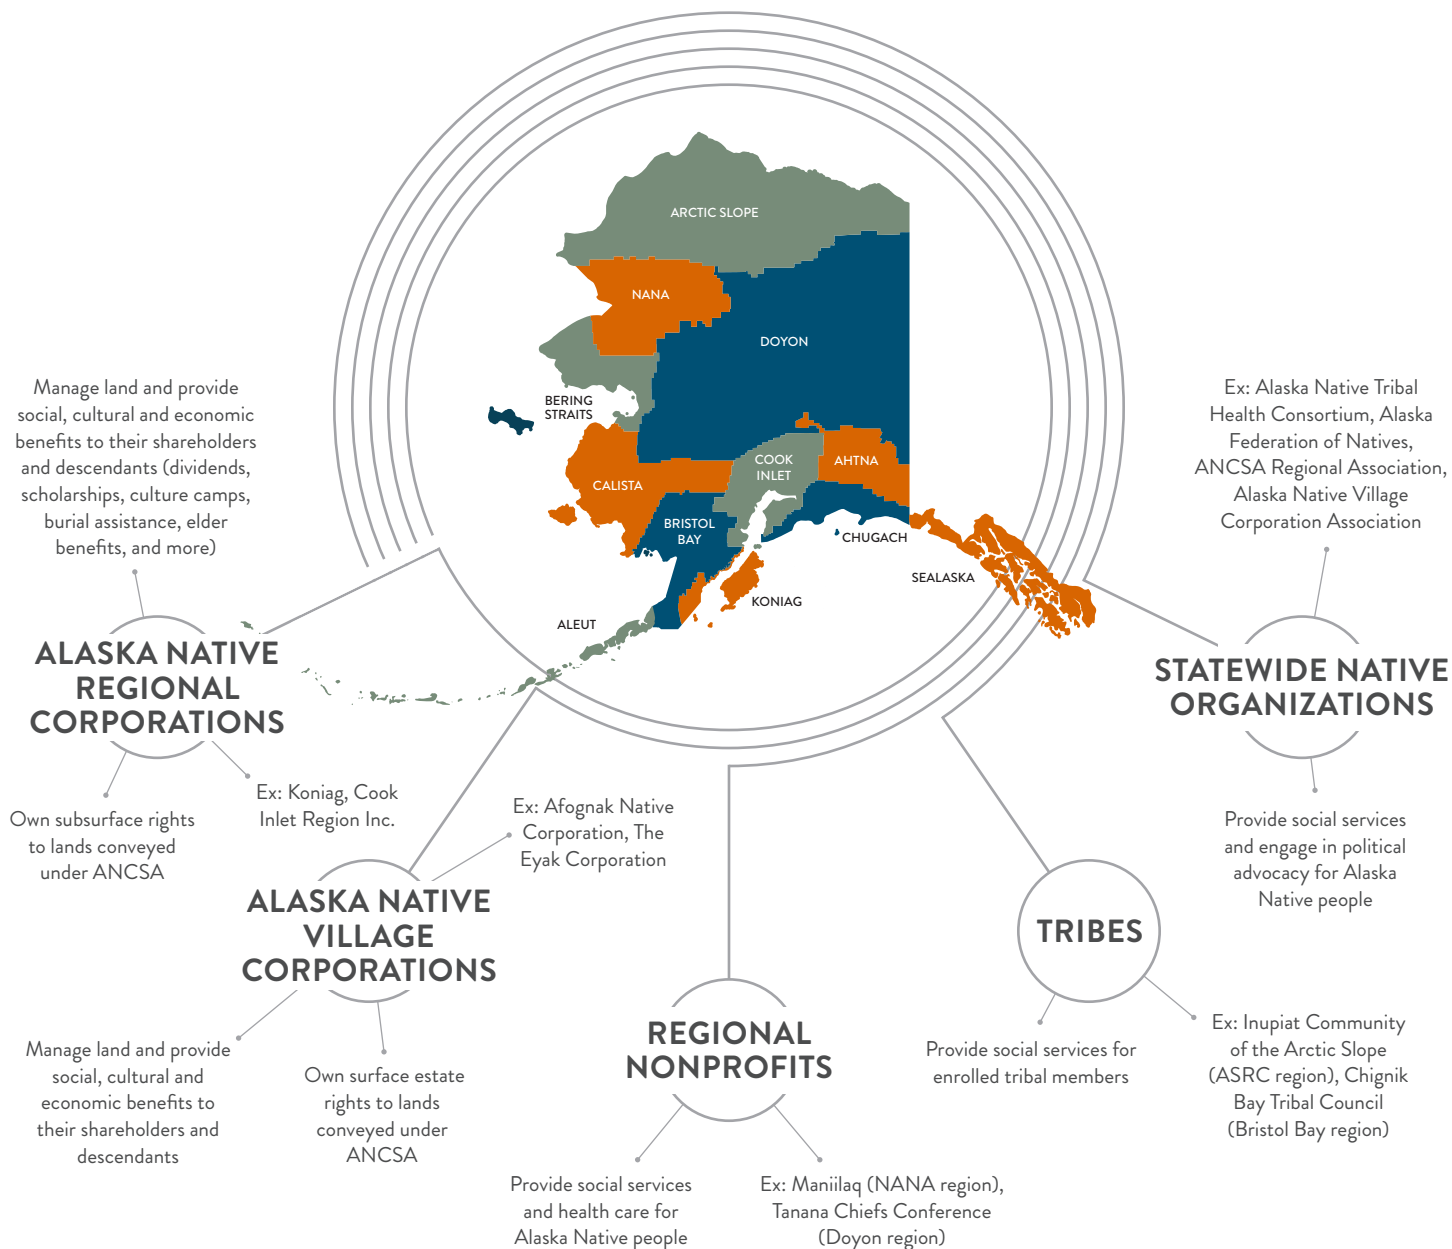 ARCTIC SLOPE
NANA
DOYON
BERING
STRAITS
CALISTA
COOK
INLET
AHTNA
BRISTOL
BAY
CHUGACH
SEALASKA
KONIAG
ALEUT
Manage land and provide
social, cultural and economic
benefits to their shareholders
and descendants (dividends,
scholarships, culture camps,
burial assistance, elder
benefits, and more)
ALASKA NATIVE
REGIONAL
CORPORATIONS
Own subsurface rights
to lands conveyed
under ANCSA
Ex: Koniag, Cook
Inlet Region Inc.
Ex: Afognak Native
Corporation, The
Eyak Corporation
ALASKA NATIVE
VILLAGE
CORPORATIONS
Manage land and provide
social, cultural and
economic benefits to
their shareholders and
descendants
Own surface estate
rights to lands
conveyed under
ANCSA
REGIONAL
NONPROFITS
Provide social services
and health care for
Alaska Native people
Ex: Maniilaq (NANA region),
Tanana Chiefs Conference
(Doyon region)
TRIBES
Provide social services for
enrolled tribal members
Ex: Inupiat Community
of the Arctic Slope
(ASRC region), Chignik
Bay Tribal Council
(Bristol Bay region)
Ex: Alaska Native Tribal
Health Consortium, Alaska
Federation of Natives,
ANCSA Regional Association,
Alaska Native Village
Corporation Association
STATEWIDE NATIVE
ORGANIZATIONS
Provide social services
and engage in political
advocacy for Alaska
Native people